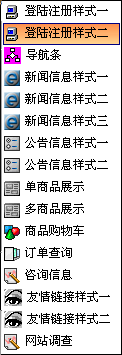 登陆注册样式一
登陆注册样式二
导航条
新闻信息样式一
新闻信息样式二
新闻信息样式三
公告信息样式一
公告信息样式二
单商品展示
多商品展示
商品购物车
订单查询
咨询信息
友情链接样式一
友情链接样式二
网站调查